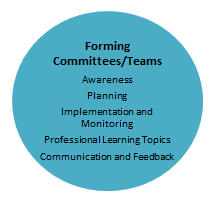 Forming
Committees/Teams
Awareness
Planning
Implementation and
Monitoring
Professional Learning Topics
Communication and Feedback